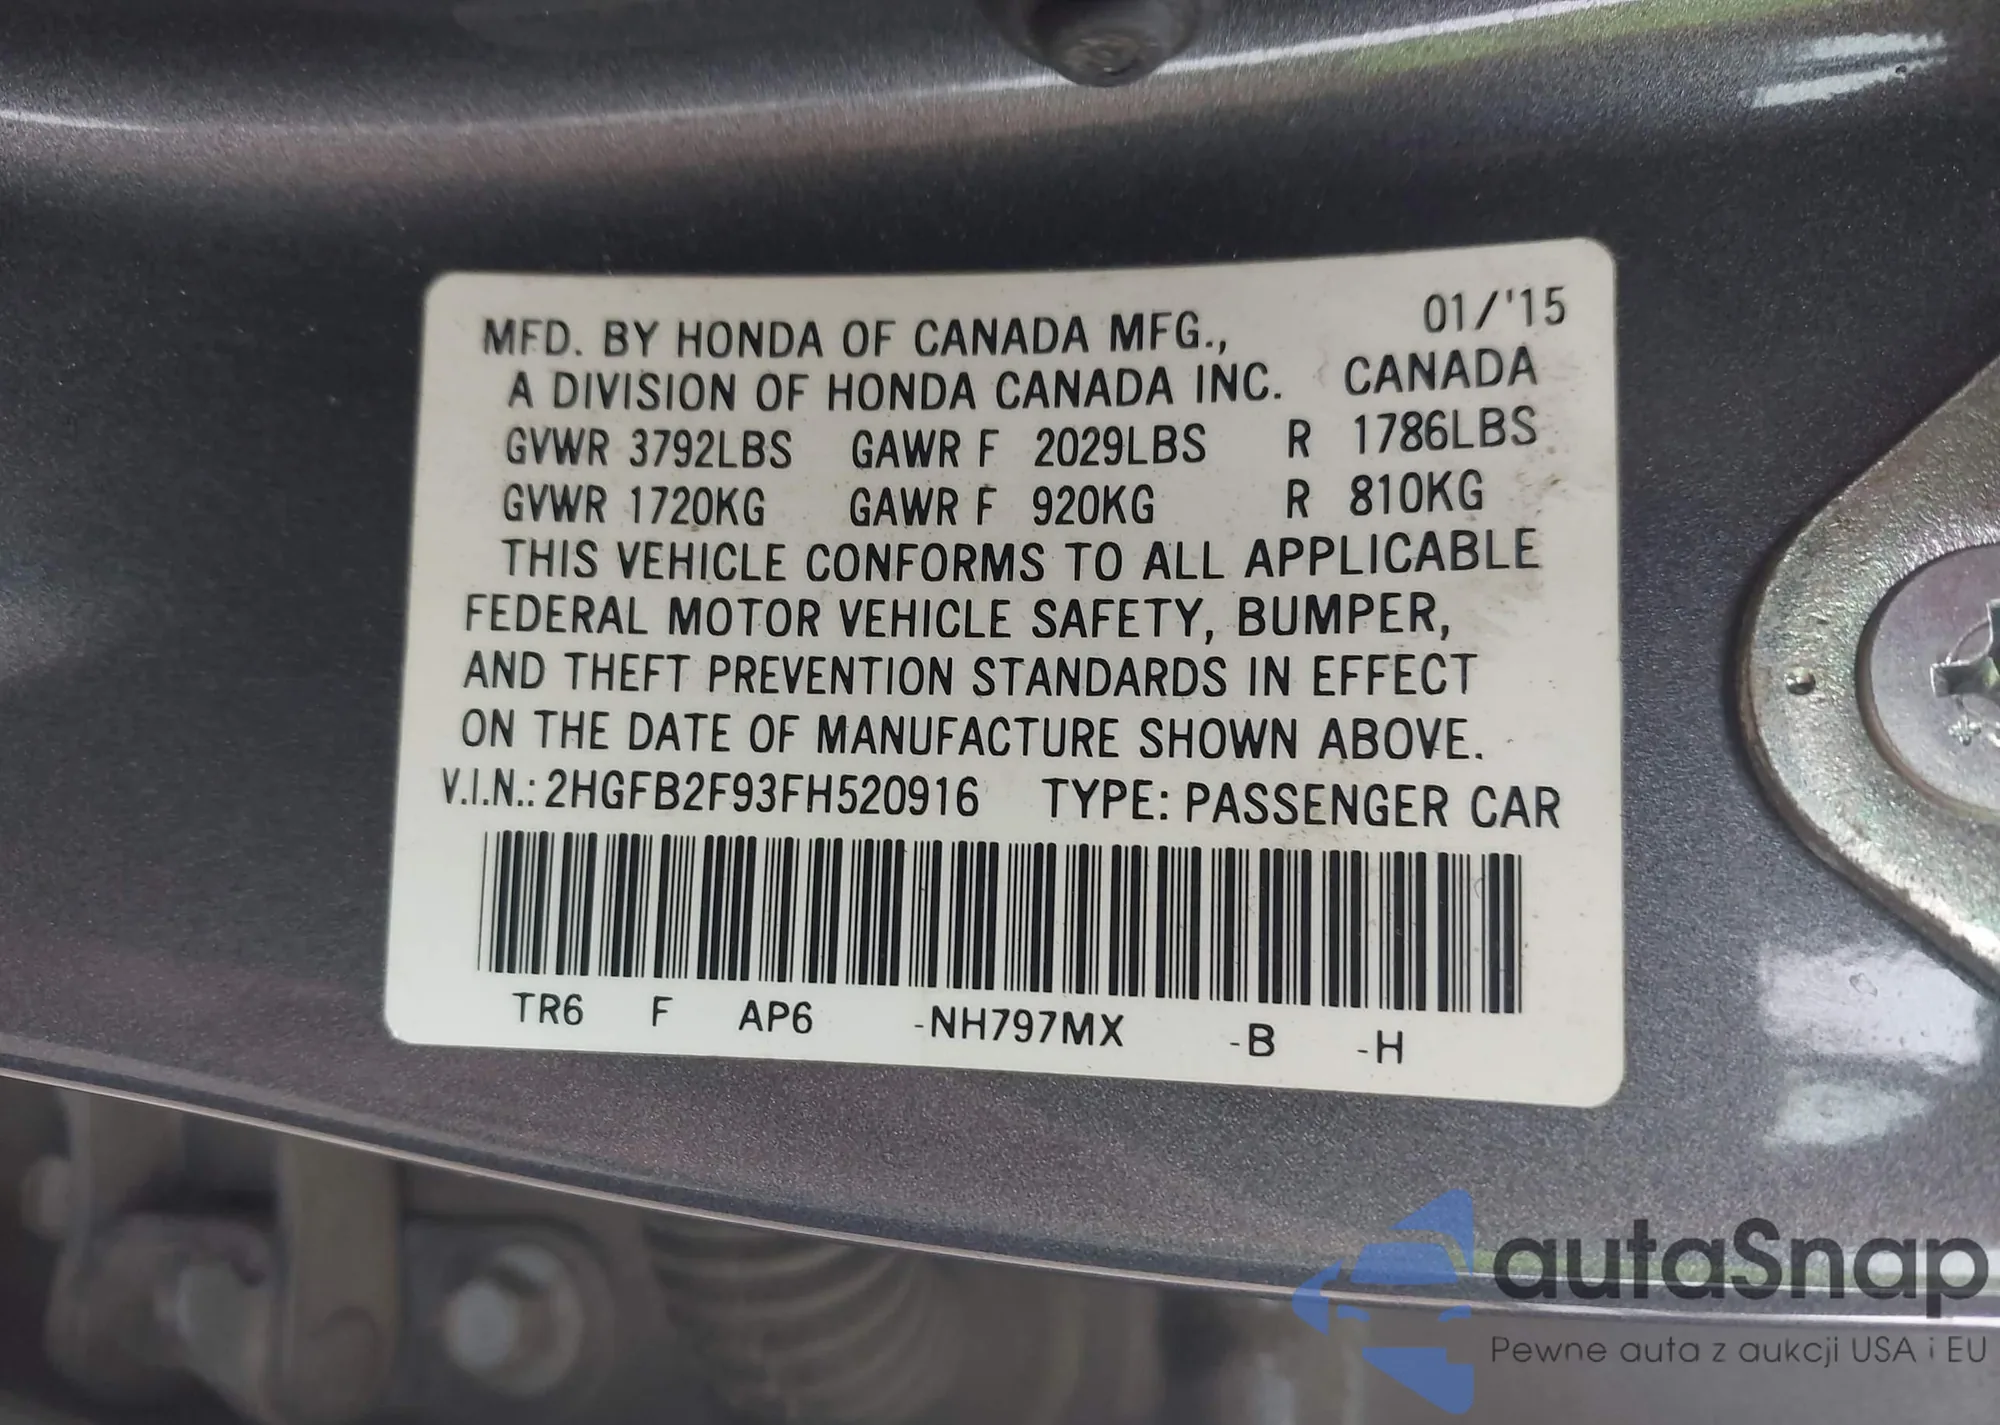 01/'15
MFD. BY HONDA OF CANADA MFG.,
A DIVISION OF HONDA CANADA INC. CANADA
GVWR 3792LBS GAWR F 2029LBS R 1786LBS
GVWR 1720KG GAWR F 920KG R 810KG
THIS VEHICLE CONFORMS TO ALL APPLICABLE
FEDERAL MOTOR VEHICLE SAFETY, BUMPER,
AND THEFT PREVENTION STANDARDS IN EFFECT
ON THE DATE OF MANUFACTURE SHOWN ABOVE.
V.I.N.: 2HGFB2F93FH520916 TYPE: PASSENGER CAR
TR6 F AP6 -NH797MX -B -H
autaSnap
Pewne auta z aukcji USA i EU